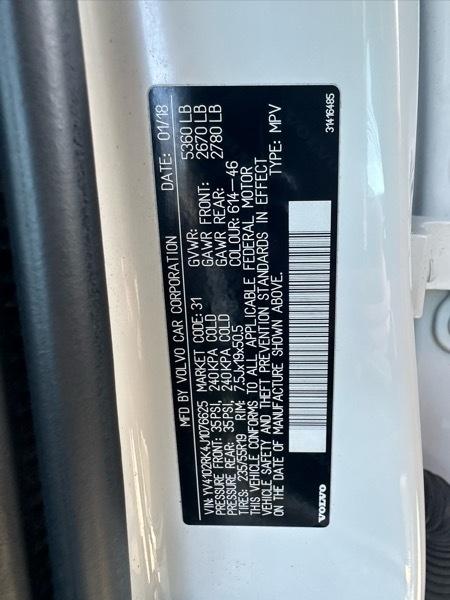 MFD BY VOLVO CAR CORPORATION DATE: 01/18
GVWR: 5360 LB
VIN: YV4102RK4J1076625 MARKET CODE: 31 GAWR FRONT: 2670 LB
PRESSURE FRONT: 35PSI, 240KPA COLD GAWR REAR: 2780 LB
PRESSURE REAR: 35PSI, 240KPA COLD COLOUR: 614-46
TIRES: 235/55R19 RIM: 7.5Jx19x50.5 TYPE: MPV
THIS VEHICLE CONFORMS TO ALL APPLICABLE FEDERAL MOTOR
VEHICLE SAFETY AND THEFT PREVENTION STANDARDS IN EFFECT
ON THE DATE OF MANUFACTURE SHOWN ABOVE.
VOLVO 31416485